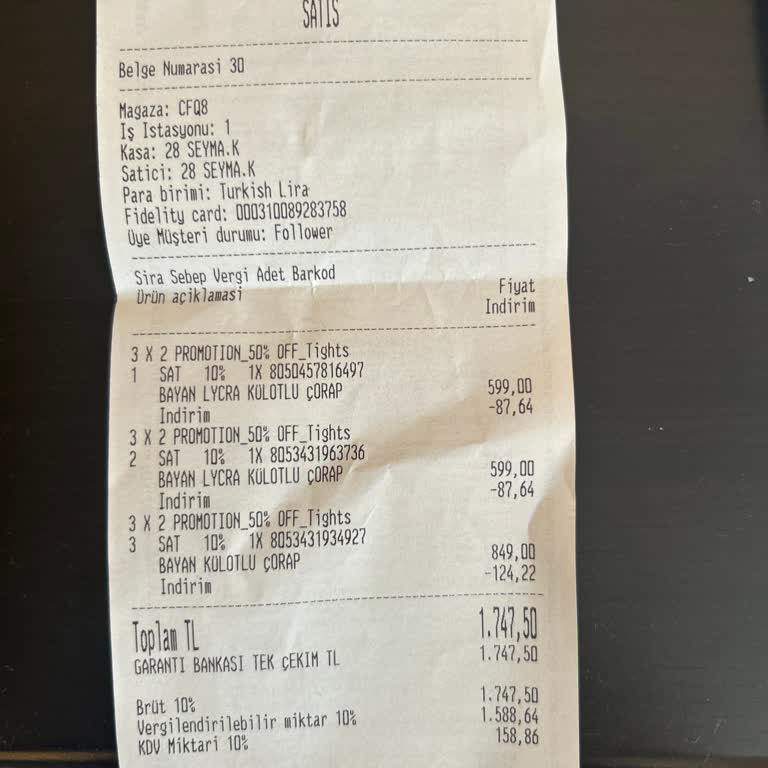 SATIS
Belge Numarasi 30
Magaza: CFQ8
Iş Istasyonu: 1
Kasa: 28 SEYMA.K
Satici: 28 SEYMA.K
Para birimi: Turkish Lira
Fidelity card: 000310089283758
Üye Müşteri durumu: Follower
Sira Sebep Vergi Adet Barkod
Ürün açiklamasi Fiyat
Indirim
3 X 2 PROMOTION_50% OFF_Tights
1 SAT 10% 1X 8050457816497
BAYAN LYCRA KÜLOTLU ÇORAP 599,00
Indirim -87,64
3 X 2 PROMOTION_50% OFF_Tights
2 SAT 10% 1X 8053431963736
BAYAN LYCRA KÜLOTLU ÇORAP 599,00
Indirim -87,64
3 X 2 PROMOTION_50% OFF_Tights
3 SAT 10% 1X 8053431934927
BAYAN KÜLOTLU ÇORAP 849,00
Indirim -124,22
Toplam TL 1.747,50
GARANTI BANKASI TEK ÇEKIM TL 1.747,50
Brüt 10% 1.747,50
Vergilendirilebilir miktar 10% 1.588,64
KDV Miktari 10% 158,86